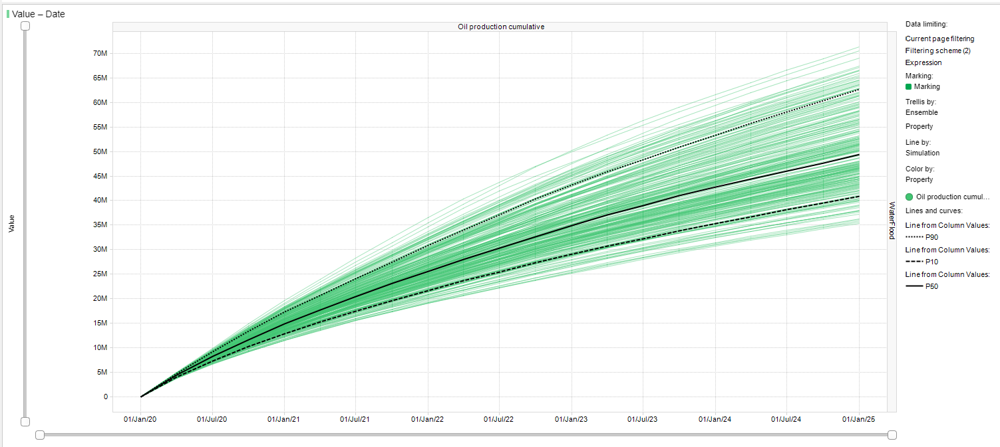 Value – Date
Oil production cumulative
70M
65M
60M
55M
50M
45M
40M
35M
30M
25M
20M
15M
10M
5M
0
Value
01/Jan/20
01/Jul/20
01/Jan/21
01/Jul/21
01/Jan/22
01/Jul/22
01/Jan/23
01/Jul/23
01/Jan/24
01/Jul/24
01/Jan/25
WaterFlood
Data limiting:
Current page filtering
Filtering scheme (2)
Expression
Marking:
Marking
Trellis by:
Ensemble
Property
Line by:
Simulation
Color by:
Property
Oil production cumul...
Lines and curves:
Line from Column Values:
P90
Line from Column Values:
P10
Line from Column Values:
P50